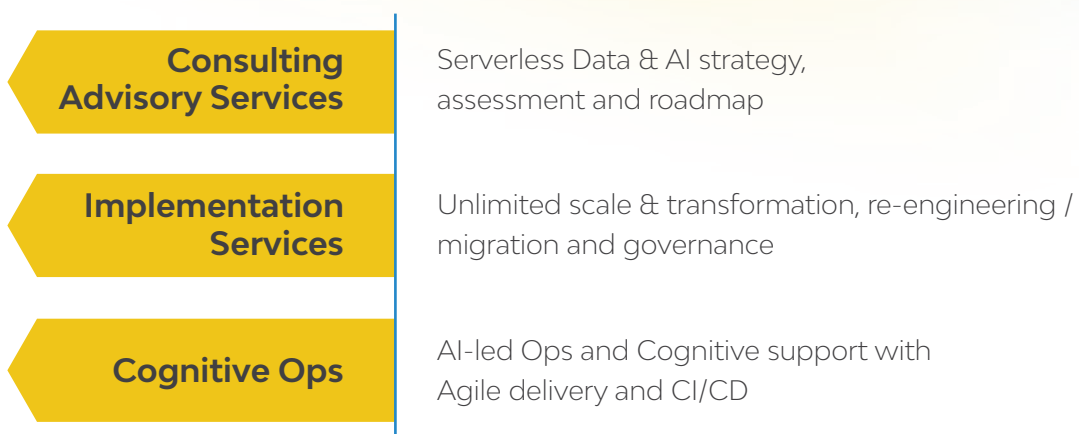 Consulting
Advisory Services
Serverless Data & AI strategy,
assessment and roadmap
Implementation
Services
Unlimited scale & transformation, re-engineering /
migration and governance
Cognitive Ops
AI-led Ops and Cognitive support with
Agile delivery and CI/CD